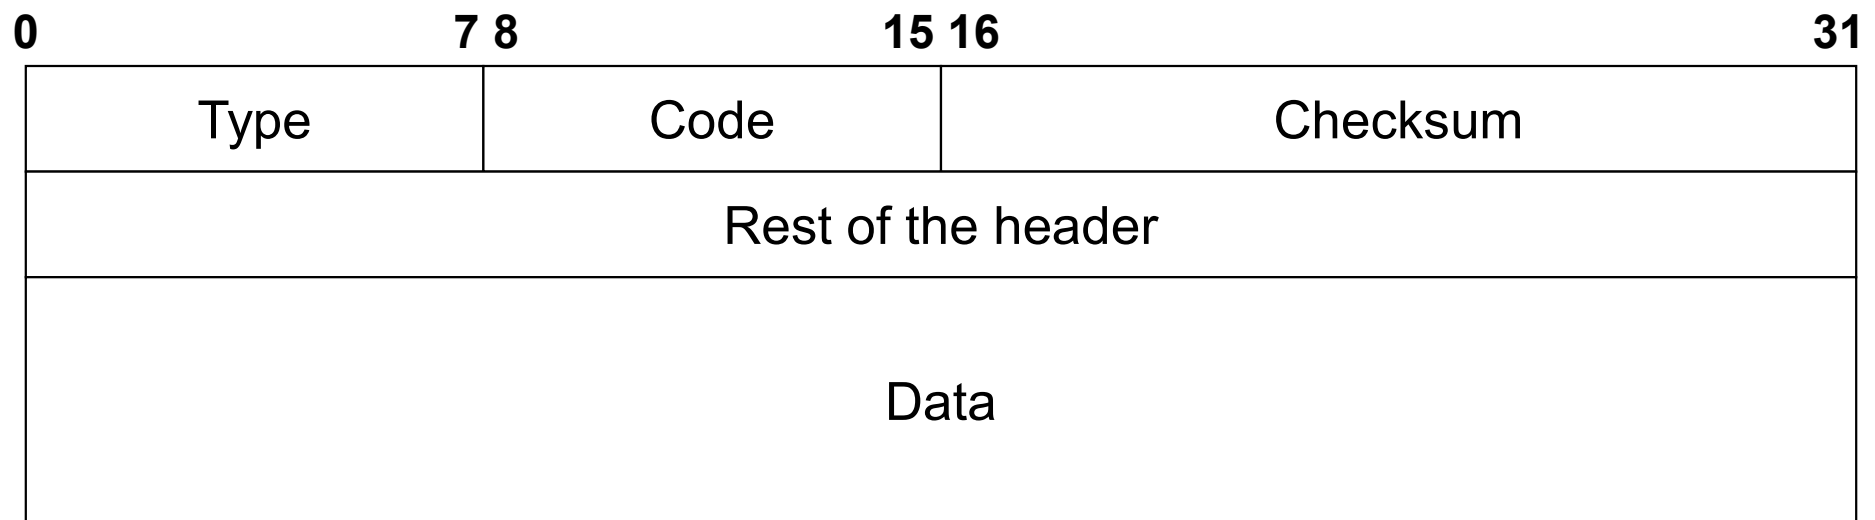 0 7 8 15 16 31
Type Code Checksum
Rest of the header
Data